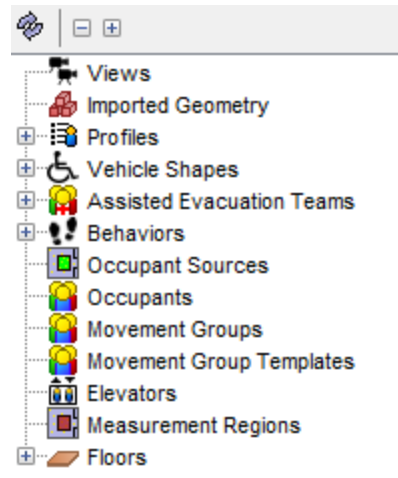 Views
Imported Geometry
Profiles
Vehicle Shapes
Assisted Evacuation Teams
Behaviors
Occupant Sources
Occupants
Movement Groups
Movement Group Templates
Elevators
Measurement Regions
Floors